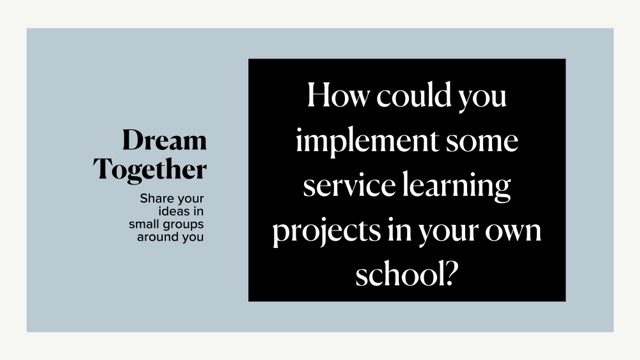 Dream
Together
Share your
ideas in
small groups
around you
How could you
implement some
service learning
projects in your own
school?